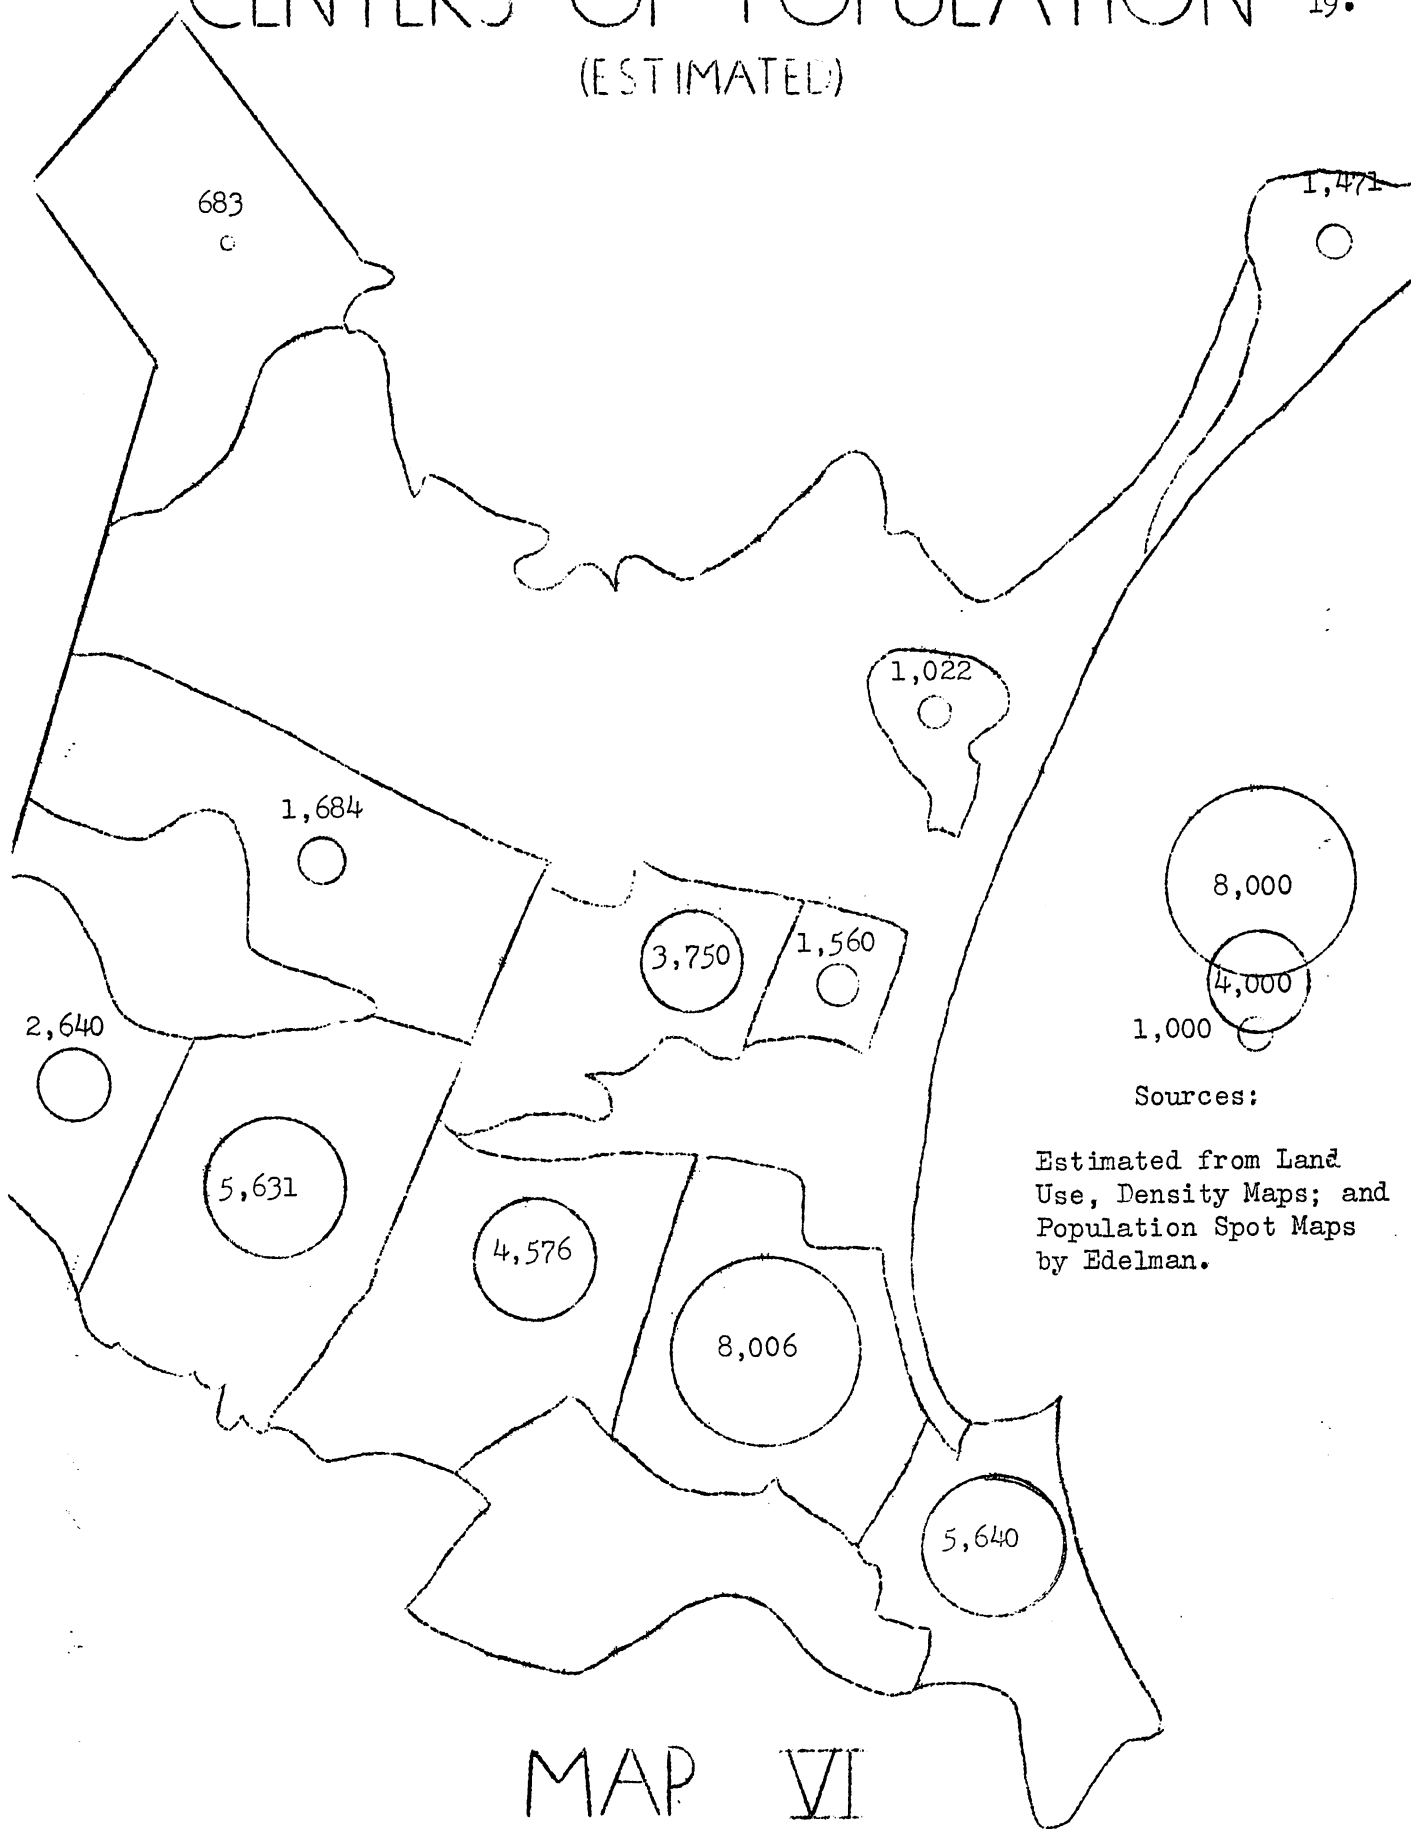 CENTERS OF POPULATION 19.
(ESTIMATED)
683
1,471
1,022
1,684
8,000
3,750
1,560
4,000
2,640
1,000
Sources:
Estimated from Land
Use, Density Maps; and
Population Spot Maps
by Edelman.
5,631
4,576
8,006
5,640
MAP VI